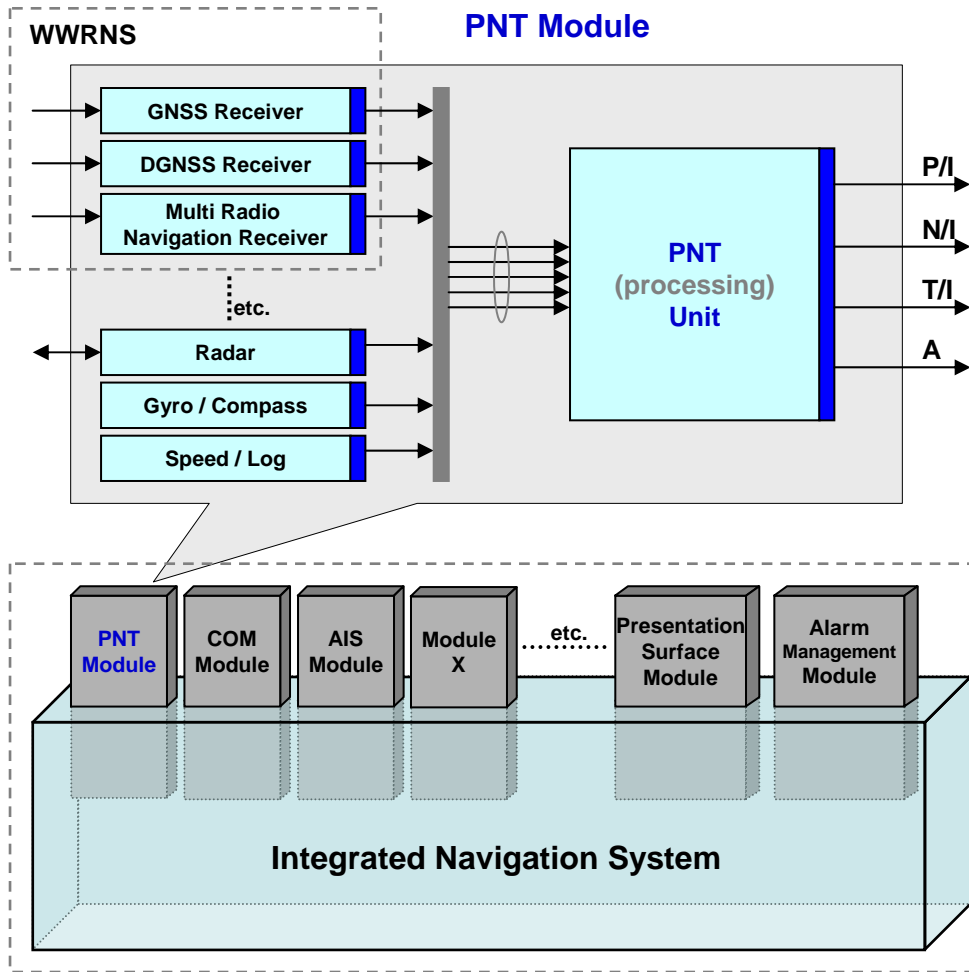 PNT Module
WWRNS
GNSS Receiver
DGNSS Receiver
Multi Radio
Navigation Receiver
etc.
Radar
Gyro / Compass
Speed / Log
PNT
(processing)
Unit
P/I
N/I
T/I
A
PNT
Module
COM
Module
AIS
Module
Module
X
etc.
Presentation
Surface
Module
Alarm
Management
Module
Integrated Navigation System